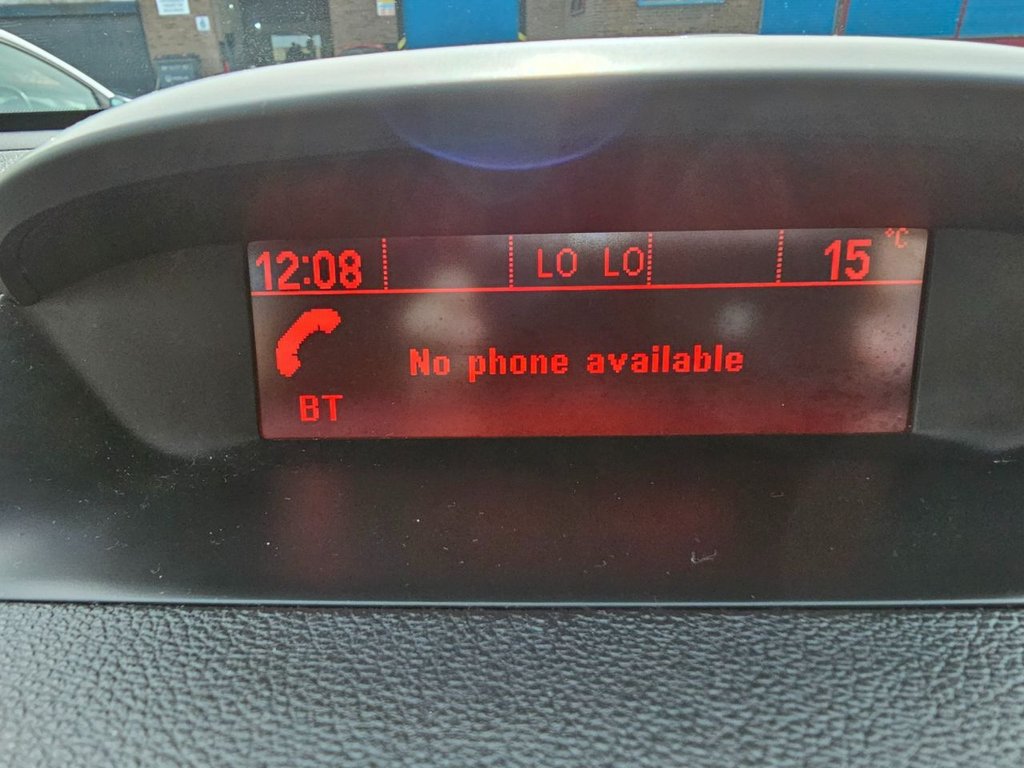 12:08 LO LO 15 °C
No phone available
BT